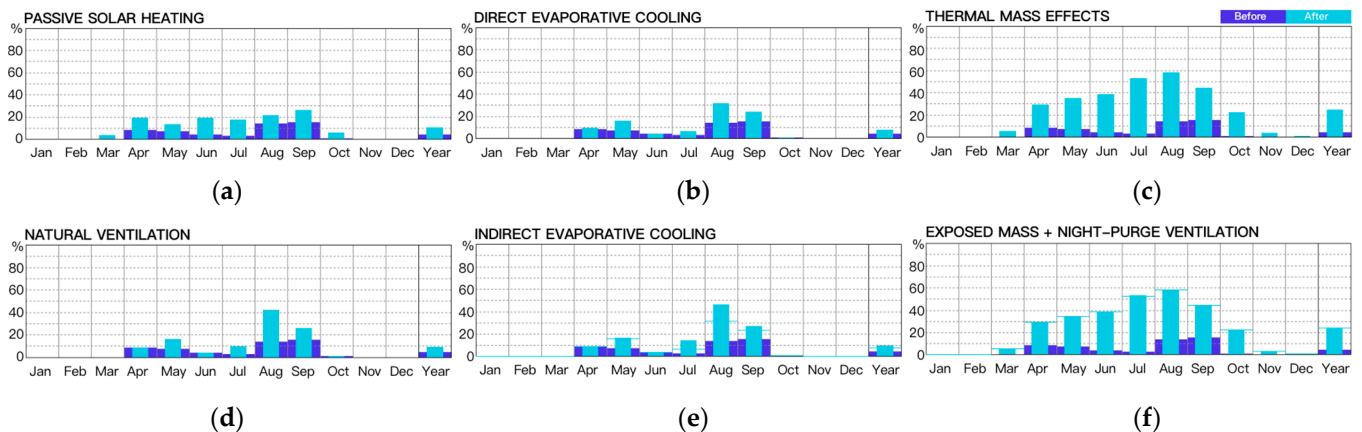 PASSIVE SOLAR HEATING
%
80
60
40
20
0
Jan Feb Mar Apr May Jun Jul Aug Sep Oct Nov Dec Year
(a)
DIRECT EVAPORATIVE COOLING
%
80
60
40
20
0
Jan Feb Mar Apr May Jun Jul Aug Sep Oct Nov Dec Year
(b)
THERMAL MASS EFFECTS
Before After
%
80
60
40
20
0
Jan Feb Mar Apr May Jun Jul Aug Sep Oct Nov Dec Year
(c)
NATURAL VENTILATION
%
80
60
40
20
0
Jan Feb Mar Apr May Jun Jul Aug Sep Oct Nov Dec Year
(d)
INDIRECT EVAPORATIVE COOLING
%
80
60
40
20
0
Jan Feb Mar Apr May Jun Jul Aug Sep Oct Nov Dec Year
(e)
EXPOSED MASS + NIGHT-PURGE VENTILATION
%
80
60
40
20
0
Jan Feb Mar Apr May Jun Jul Aug Sep Oct Nov Dec Year
(f)